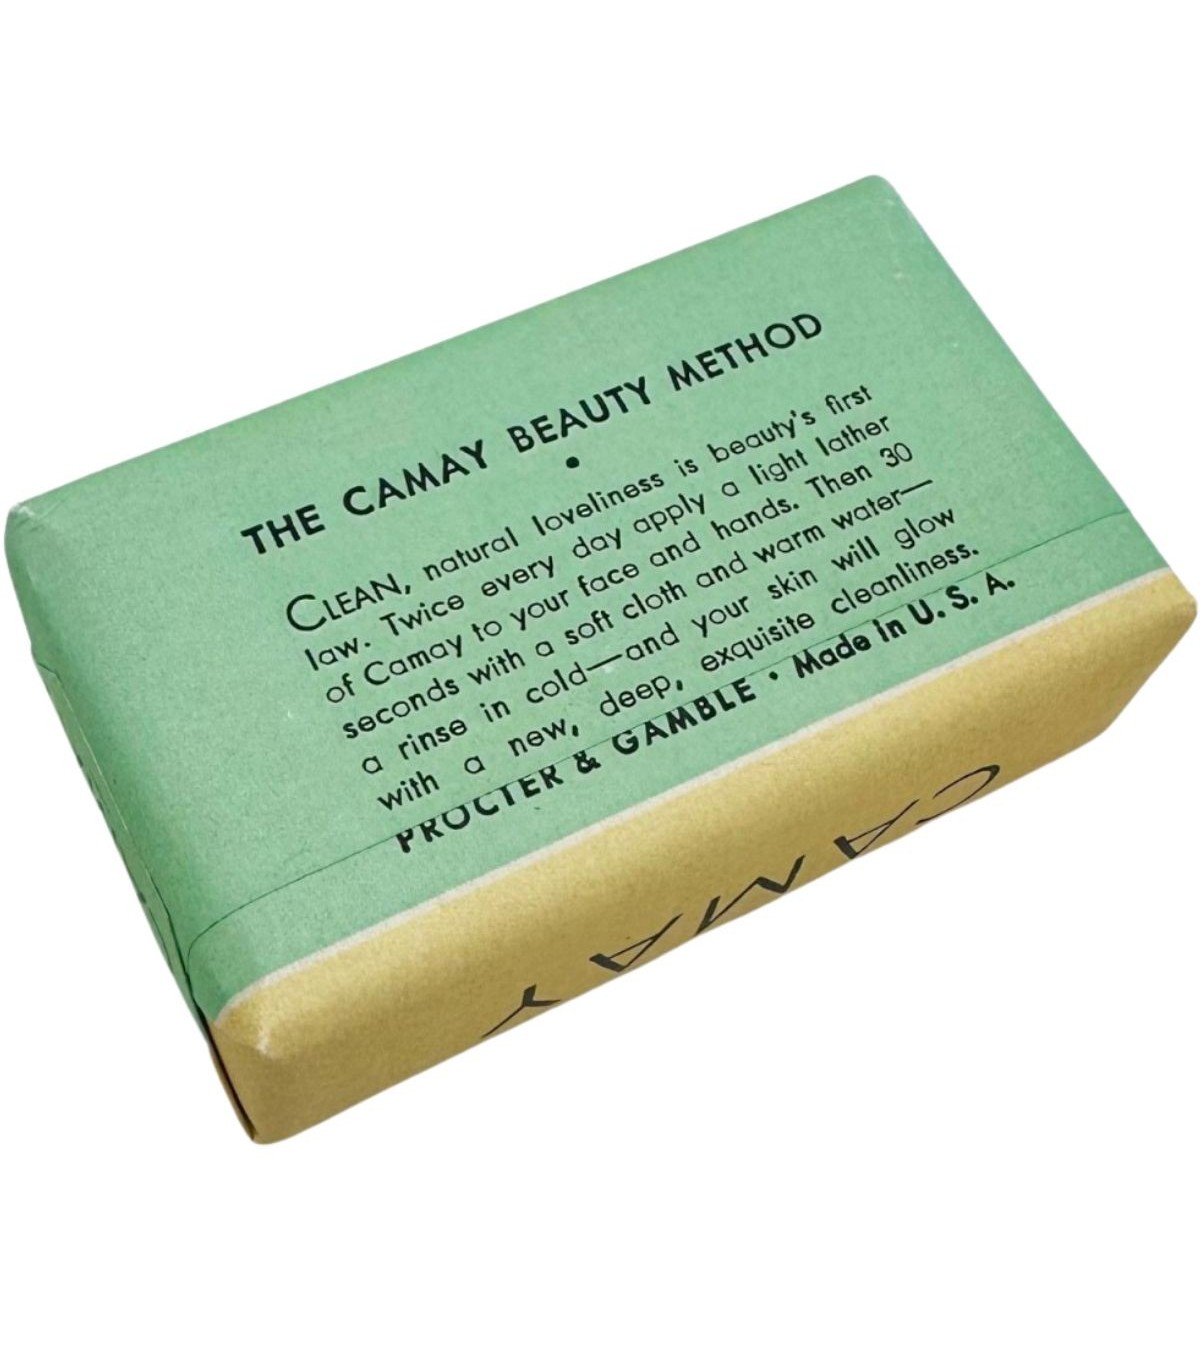 THE CAMAY BEAUTY METHOD
•
CLEAN, natural loveliness is beauty's first
law. Twice every day apply a light lather
of Camay to your face and hands. Then 30
seconds with a soft cloth and warm water—
a rinse in cold—and your skin will glow
with a new, deep, exquisite cleanliness.
PROCTER & GAMBLE • Made in U. S. A.
CAMAY